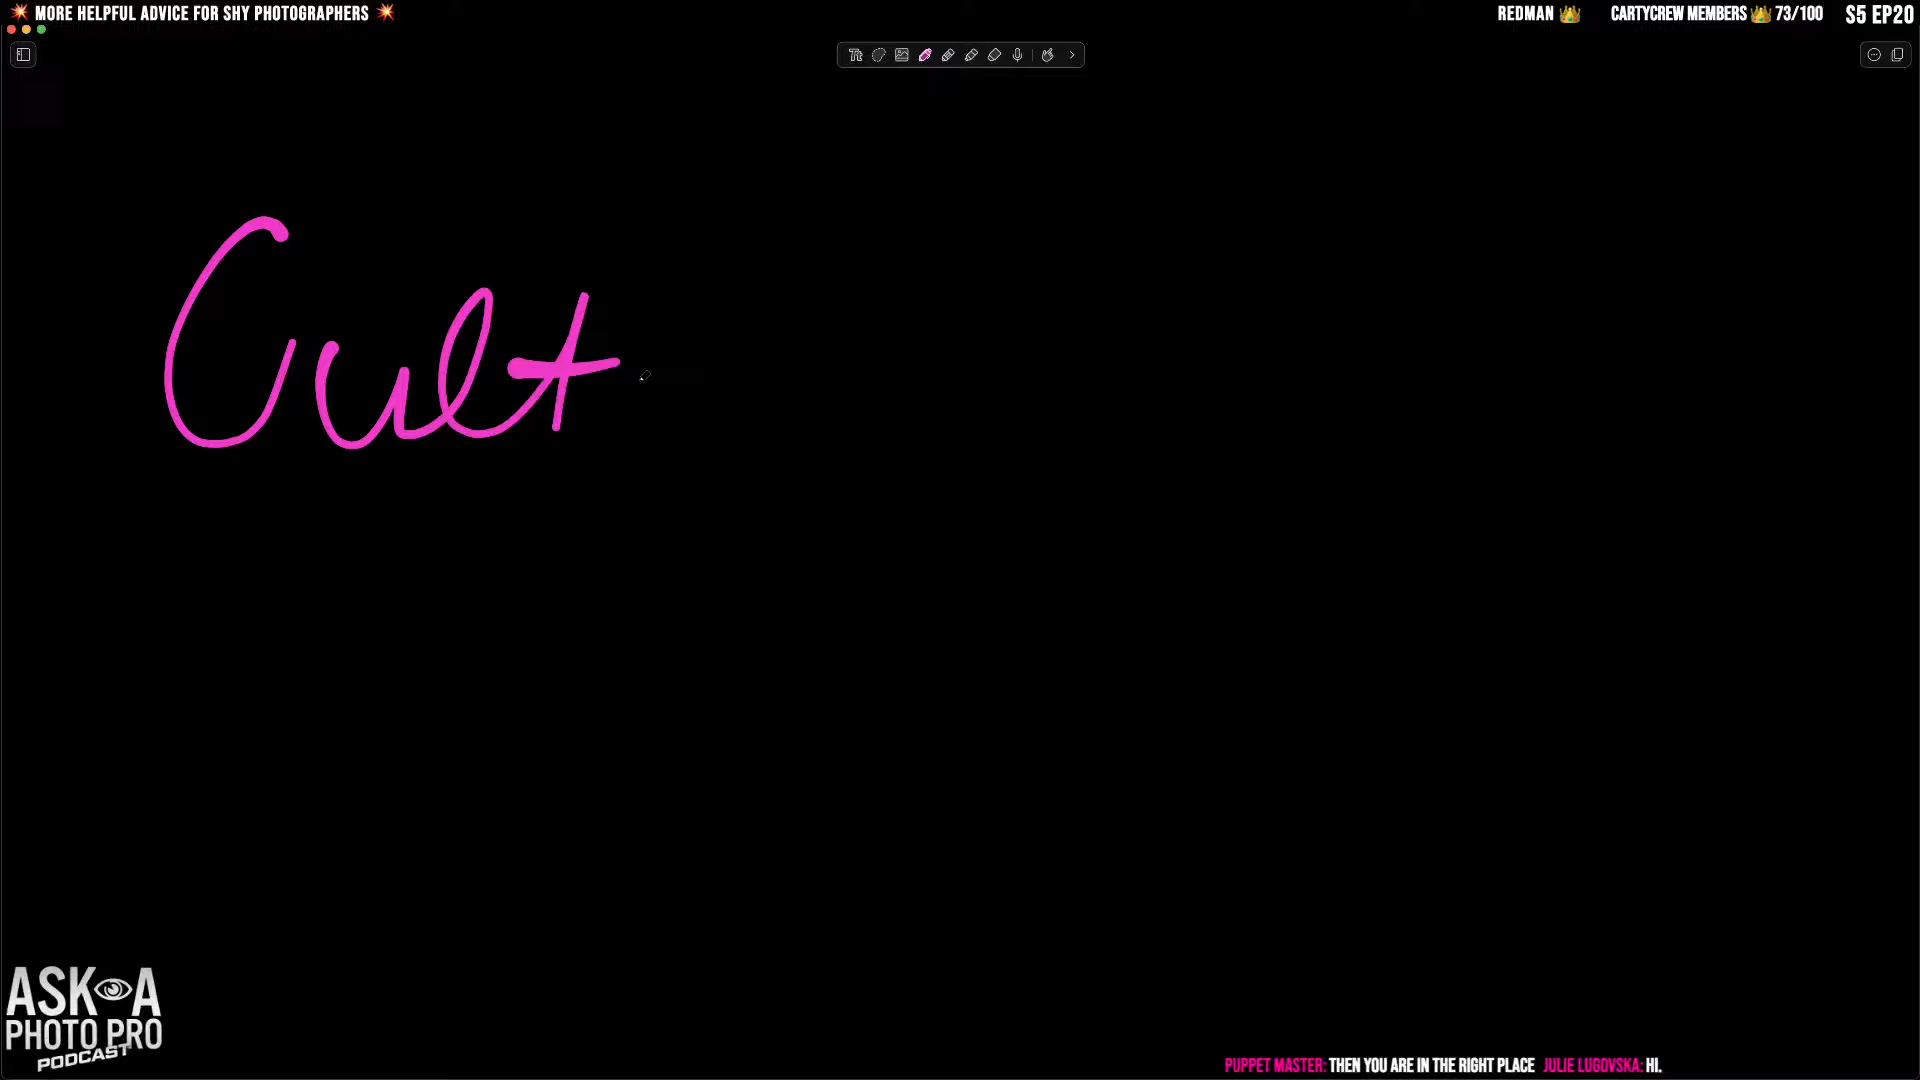 💥 MORE HELPFUL ADVICE FOR SHY PHOTOGRAPHERS 💥
REDMAN 👑 CARTYCREW MEMBERS 👑 73/100 S5 EP20
Tt
Cult
ASK A
PHOTO PRO
PODCAST
PUPPET MASTER: THEN YOU ARE IN THE RIGHT PLACE JULIE LUGOVSKA: HI.